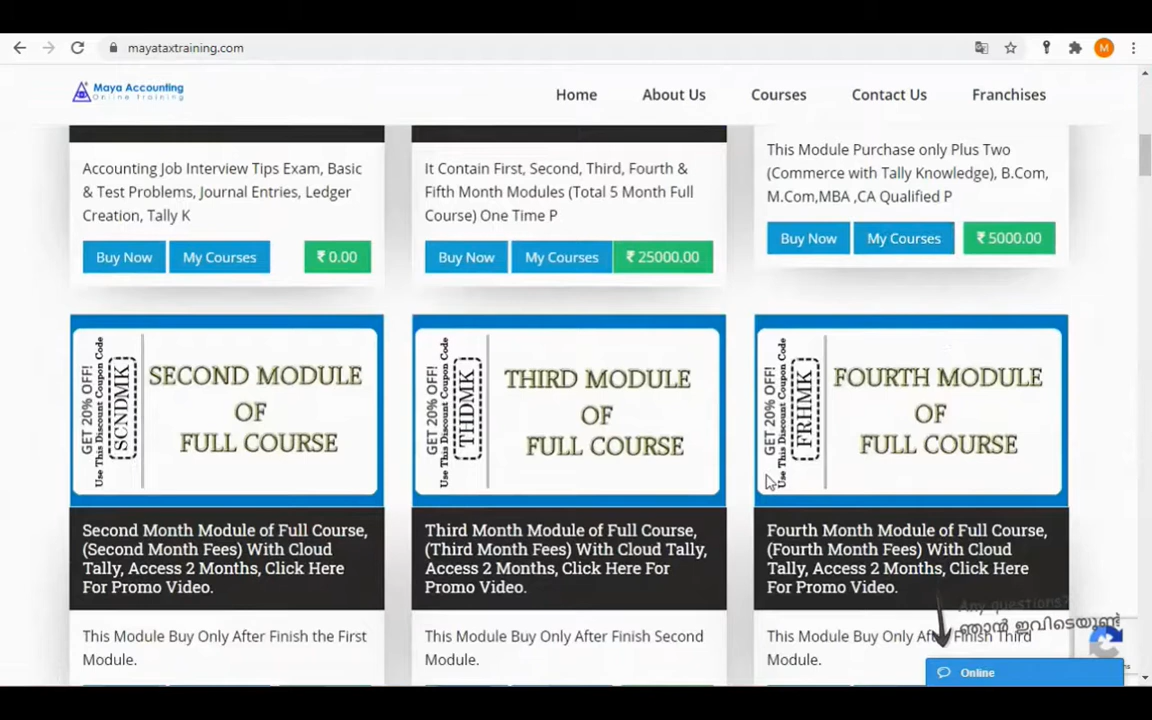 mayataxtraining.com
M
Maya Accounting
Online Training
Home
About Us
Courses
Contact Us
Franchises
Accounting Job Interview Tips Exam, Basic
& Test Problems, Journal Entries, Ledger
Creation, Tally K
Buy Now
My Courses
₹ 0.00
It Contain First, Second, Third, Fourth &
Fifth Month Modules (Total 5 Month Full
Course) One Time P
Buy Now
My Courses
₹ 25000.00
This Module Purchase only Plus Two
(Commerce with Tally Knowledge), B.Com,
M.Com,MBA ,CA Qualified P
Buy Now
My Courses
₹ 5000.00
GET 20% OFF!
Use This Discount Coupon Code
SCNDMK
SECOND MODULE
OF
FULL COURSE
Second Month Module of Full Course,
(Second Month Fees) With Cloud
Tally, Access 2 Months, Click Here
For Promo Video.
This Module Buy Only After Finish the First
Module.
GET 20% OFF!
Use This Discount Coupon Code
THDMK
THIRD MODULE
OF
FULL COURSE
Third Month Module of Full Course,
(Third Month Fees) With Cloud Tally,
Access 2 Months, Click Here For
Promo Video.
This Module Buy Only After Finish Second
Module.
GET 20% OFF!
Use This Discount Coupon Code
FRHMK
FOURTH MODULE
OF
FULL COURSE
Fourth Month Module of Full Course,
(Fourth Month Fees) With Cloud
Tally, Access 2 Months, Click Here
For Promo Video.
This Module Buy Only After Finish Third
Module.
Any questions?
ഞാൻ ഇവിടെയുണ്ട്
Online